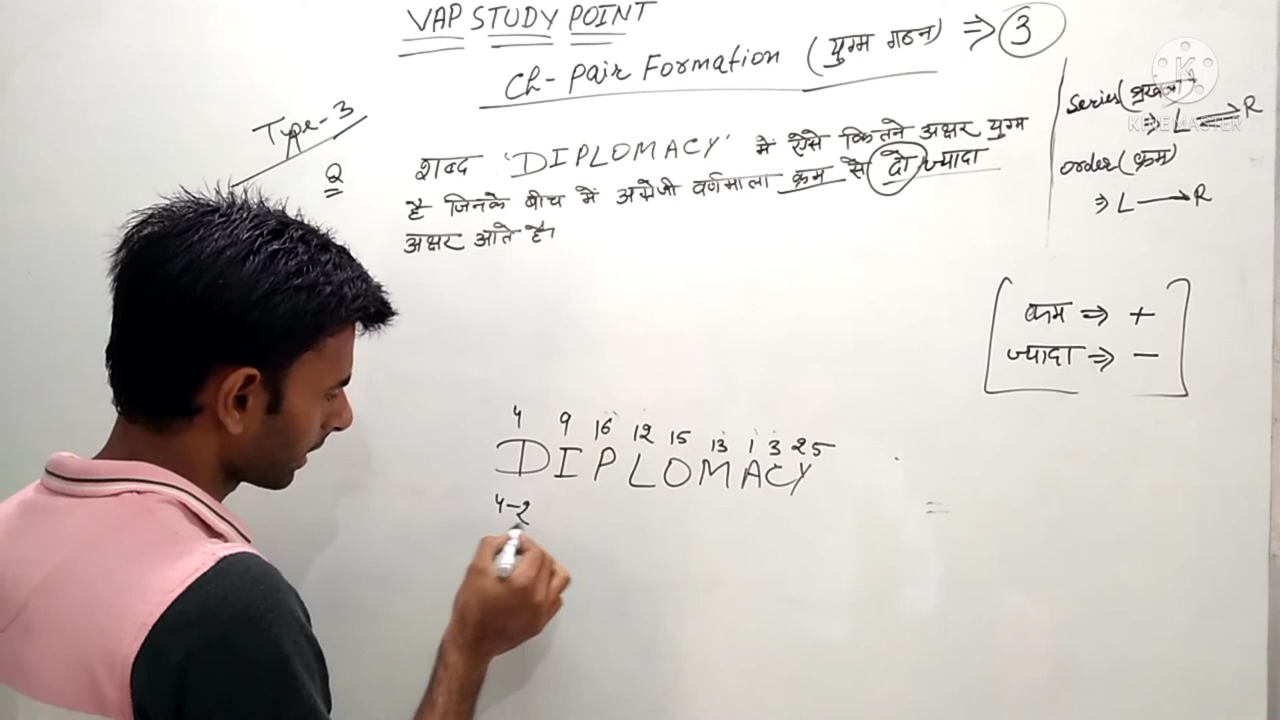 VAP STUDY POINT
Ch- Pair Formation (युग्म गठन) ⇒ 3
Type-3
Q शब्द 'DIPLOMACY' में ऐसे कितने अक्षर युग्म
है जिनके बीच में अंग्रेजी वर्णमाला क्रम से दो ज्यादा
अक्षर आते है।
Series (श्रृंखला)
⇒ L ⇌ R
order (क्रम)
⇒ L → R
KINEMASTER
कम ⇒ +
ज्यादा ⇒ −
4 9 16 12 15 13 1 3 25
DIPLOMACY
4-2
=